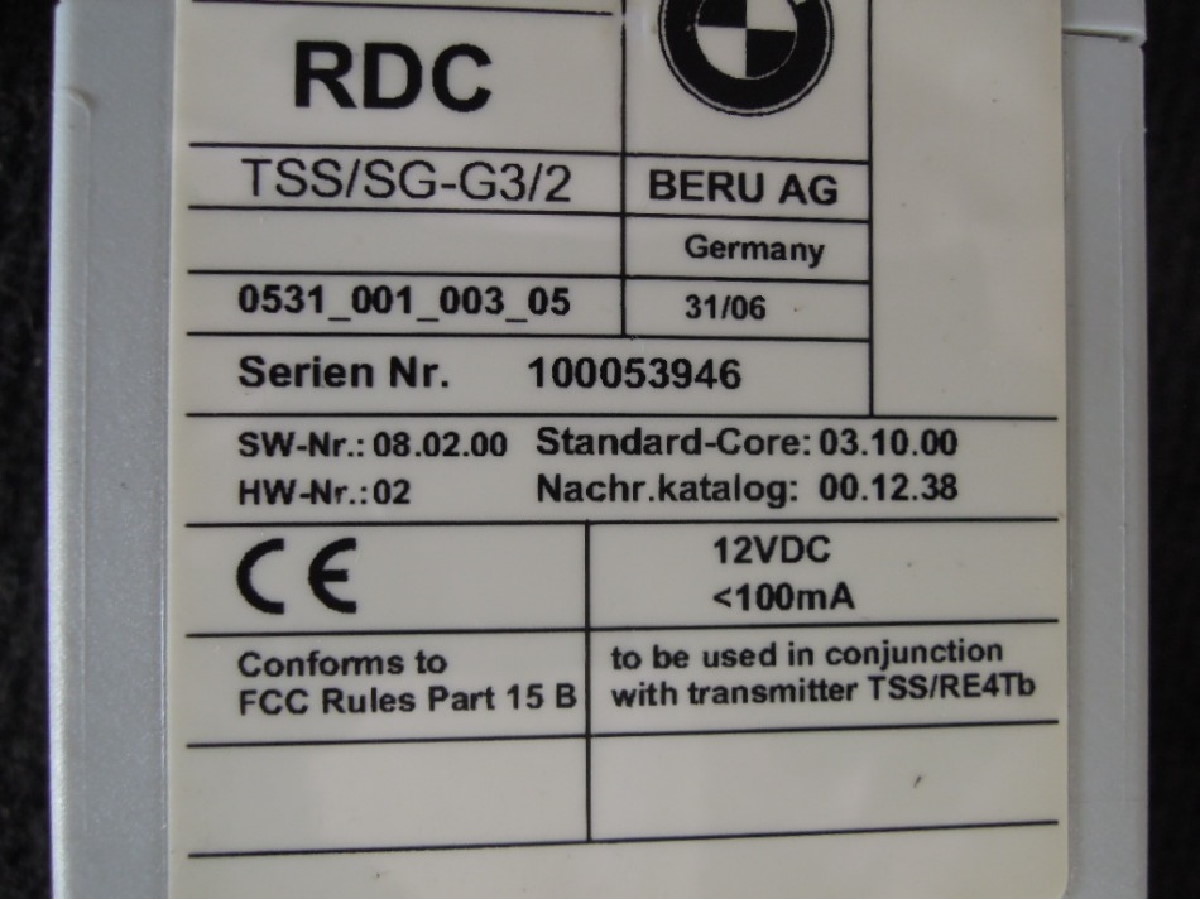 RDC
TSS/SG-G3/2
BERU AG
Germany
0531_001_003_05
31/06
Serien Nr. 100053946
SW-Nr.: 08.02.00 Standard-Core: 03.10.00
HW-Nr.: 02 Nachr.katalog: 00.12.38
CE
12VDC
<100mA
Conforms to
FCC Rules Part 15 B
to be used in conjunction
with transmitter TSS/RE4Tb